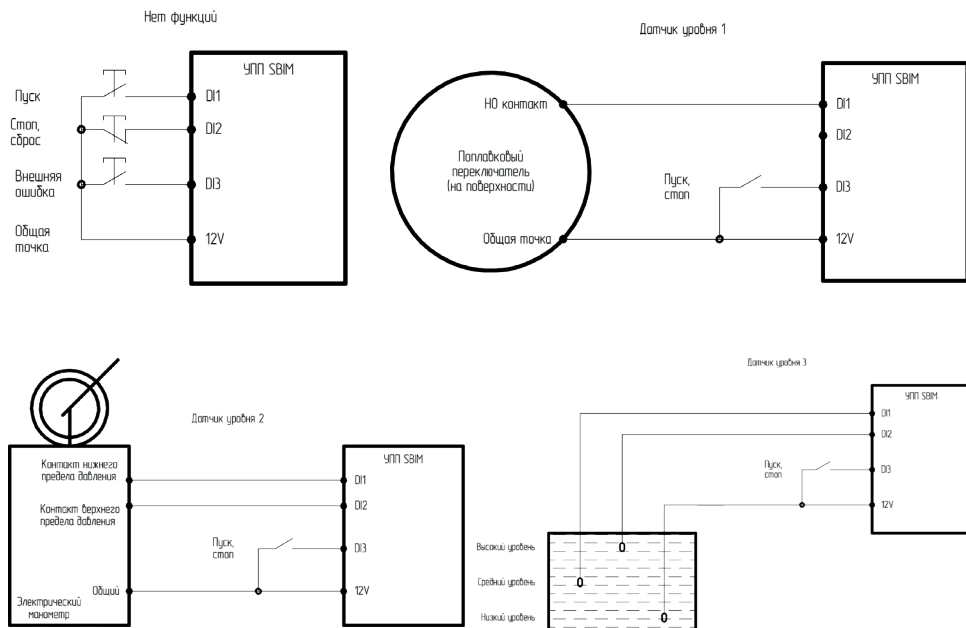 Нет функций
УПП SBIM
Пуск
DI1
Стоп,
сброс
DI2
Внешняя
ошибка
DI3
Общая
точка
12V
Датчик уровня 1
УПП SBIM
НО контакт
DI1
DI2
Поплавковый
переключатель
(на поверхности)
Пуск,
стоп
DI3
Общая точка
12V
Датчик уровня 2
УПП SBIM
Контакт нижнего
предела давления
DI1
Контакт верхнего
предела давления
DI2
Пуск,
стоп
DI3
Общий
12V
Электрический
манометр
Датчик уровня 3
УПП SBIM
DI1
DI2
Пуск,
стоп
DI3
12V
Высокий уровень
Средний уровень
Низкий уровень